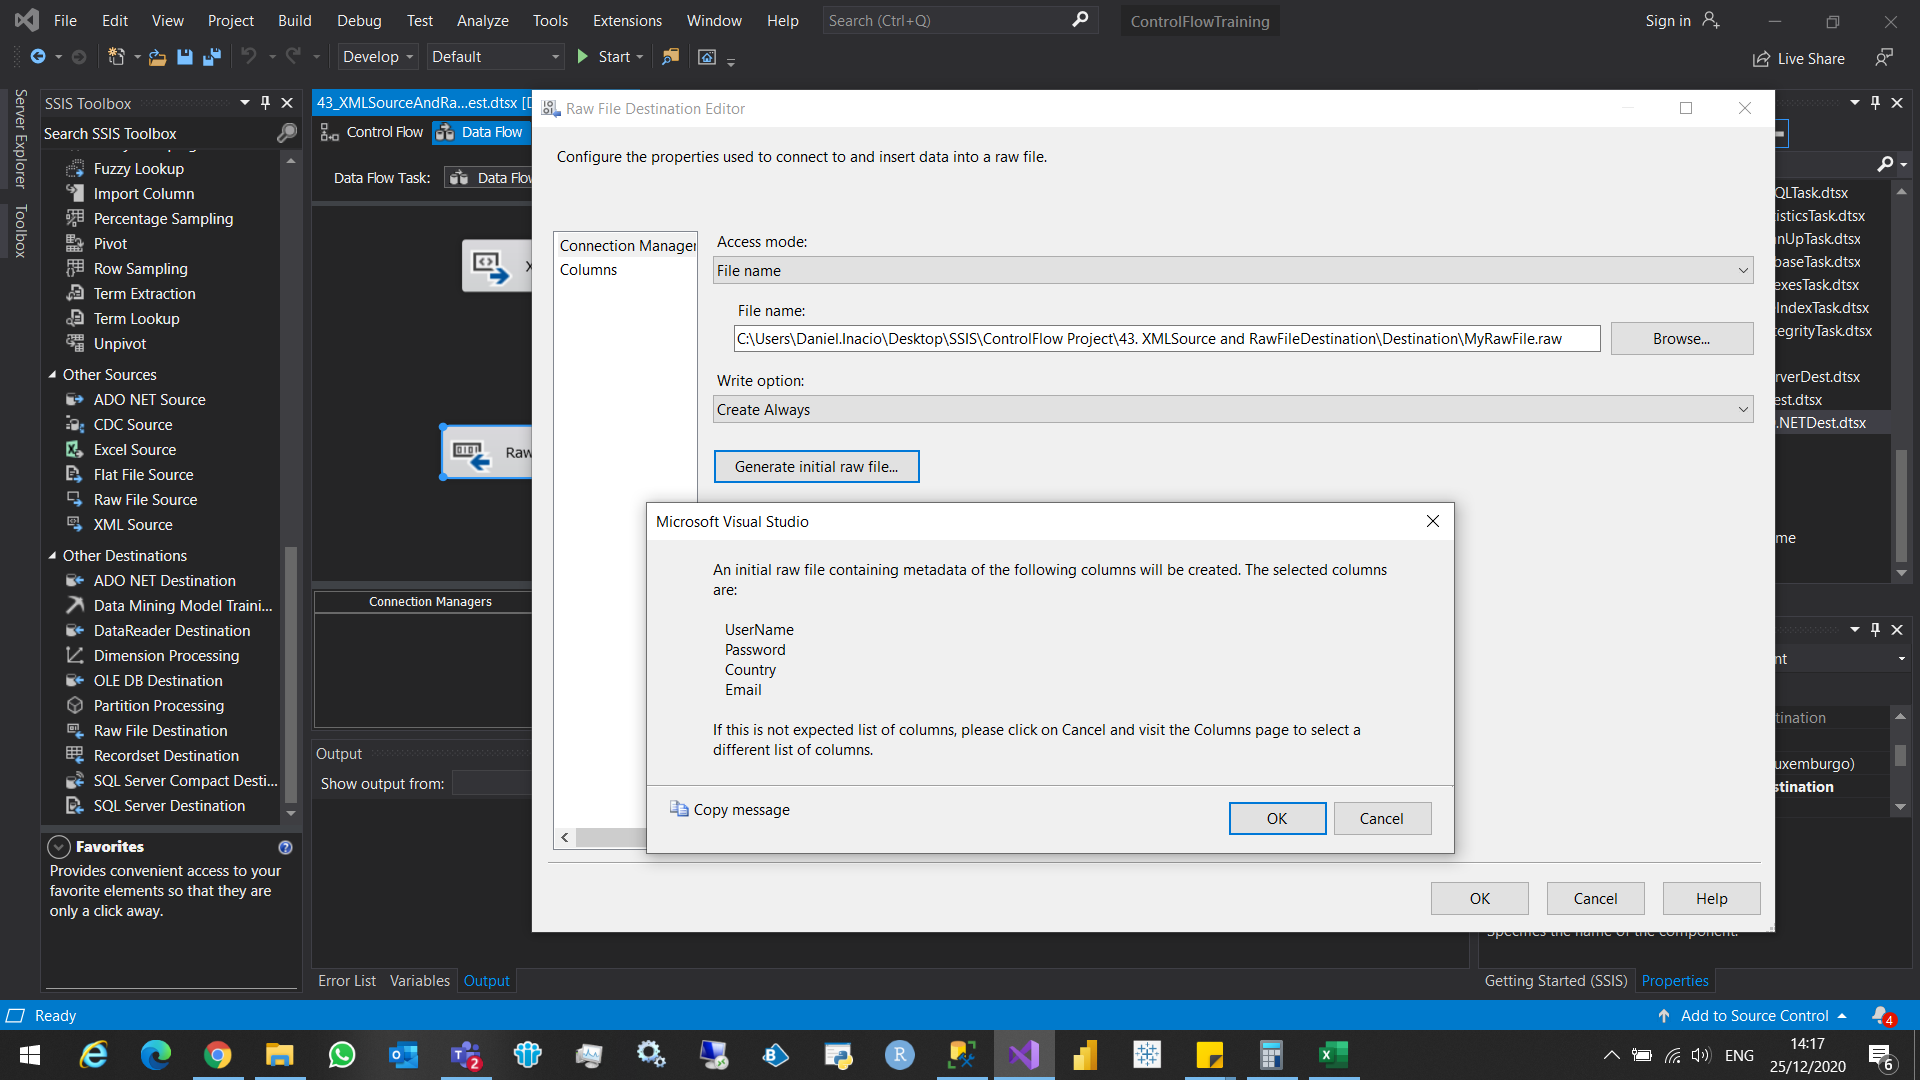 File Edit View Project Build Debug Test Analyze Tools Extensions Window Help Search (Ctrl+Q) ControlFlowTraining Sign in
Develop Default Start Live Share
Server Explorer
Toolbox
SSIS Toolbox
Search SSIS Toolbox
Fuzzy Lookup
Import Column
Percentage Sampling
Pivot
Row Sampling
Term Extraction
Term Lookup
Unpivot
Other Sources
ADO NET Source
CDC Source
Excel Source
Flat File Source
Raw File Source
XML Source
Other Destinations
ADO NET Destination
Data Mining Model Traini...
DataReader Destination
Dimension Processing
OLE DB Destination
Partition Processing
Raw File Destination
Recordset Destination
SQL Server Compact Desti...
SQL Server Destination
Favorites
Provides convenient access to your
favorite elements so that they are
only a click away.
43_XMLSourceAndRa...est.dtsx [D
Control Flow Data Flow
Data Flow Task: Data Flow
X
Raw
Connection Managers
Output
Show output from:
Error List Variables Output
Raw File Destination Editor
Configure the properties used to connect to and insert data into a raw file.
Connection Manager
Columns
Access mode:
File name
File name:
C:\Users\Daniel.Inacio\Desktop\SSIS\ControlFlow Project\43. XMLSource and RawFileDestination\Destination\MyRawFile.raw
Browse...
Write option:
Create Always
Generate initial raw file...
Microsoft Visual Studio
An initial raw file containing metadata of the following columns will be created. The selected columns
are:
UserName
Password
Country
Email
If this is not expected list of columns, please click on Cancel and visit the Columns page to select a
different list of columns.
Copy message
OK Cancel
OK Cancel Help
QLTask.dtsx
tisticsTask.dtsx
nUpTask.dtsx
baseTask.dtsx
exesTask.dtsx
eIndexTask.dtsx
tegrityTask.dtsx
rverDest.dtsx
est.dtsx
.NETDest.dtsx
me
nt
tination
uxemburgo)
stination
Specifies the name of the component.
Getting Started (SSIS) Properties
Ready Add to Source Control 4
2
ENG
14:17
25/12/2020
6